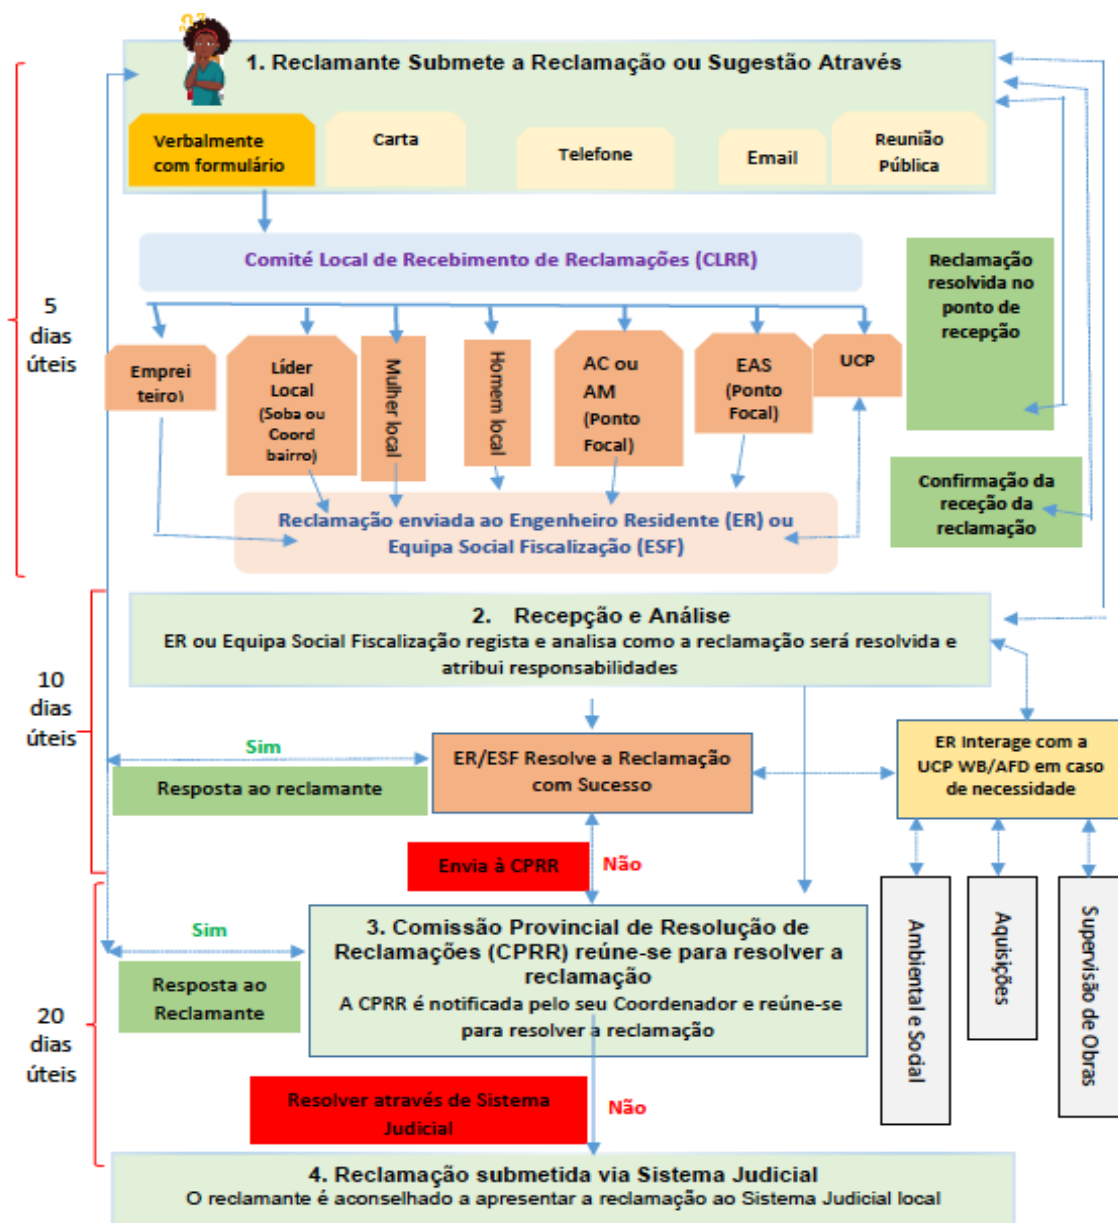 1. Reclamante Submete a Reclamação ou Sugestão Através
Verbalmente
com formulário
Carta
Telefone
Email
Reunião
Pública
Comité Local de Recebimento de Reclamações (CLRR)
5
dias
úteis
Emprei
teiro)
Líder
Local
(Soba ou
Coord
bairro)
Mulher local
Homem local
AC ou
AM
(Ponto
Focal)
EAS
(Ponto
Focal)
UCP
Reclamação
resolvida no
ponto de
recepção
Confirmação da
receção da
reclamação
Reclamação enviada ao Engenheiro Residente (ER) ou
Equipa Social Fiscalização (ESF)
2. Recepção e Análise
ER ou Equipa Social Fiscalização regista e analisa como a reclamação será resolvida e
atribui responsabilidades
10
dias
úteis
Sim
Resposta ao reclamante
ER/ESF Resolve a Reclamação
com Sucesso
ER Interage com a
UCP WB/AFD em caso
de necessidade
Envia à CPRR
Não
Ambiental e Social
Aquisições
Supervisão de Obras
20
dias
úteis
Sim
Resposta ao
Reclamante
3. Comissão Provincial de Resolução de
Reclamações (CPRR) reúne-se para resolver a
reclamação
A CPRR é notificada pelo seu Coordenador e reúne-se
para resolver a reclamação
Resolver através de Sistema
Judicial
Não
4. Reclamação submetida via Sistema Judicial
O reclamante é aconselhado a apresentar a reclamação ao Sistema Judicial local